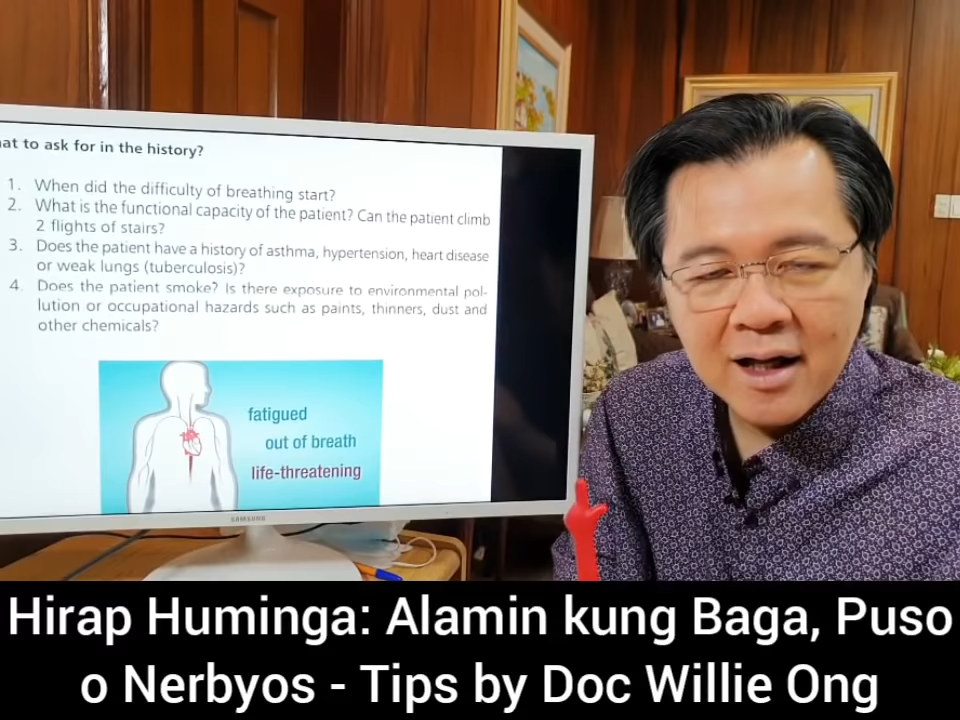 at to ask for in the history?
1. When did the difficulty of breathing start?
2. What is the functional capacity of the patient? Can the patient climb
2 flights of stairs?
3. Does the patient have a history of asthma, hypertension, heart disease
or weak lungs (tuberculosis)?
4. Does the patient smoke? Is there exposure to environmental pol-
lution or occupational hazards such as paints, thinners, dust and
other chemicals?
fatigued
out of breath
life-threatening
SAMSUNG
Hirap Huminga: Alamin kung Baga, Puso
o Nerbyos - Tips by Doc Willie Ong